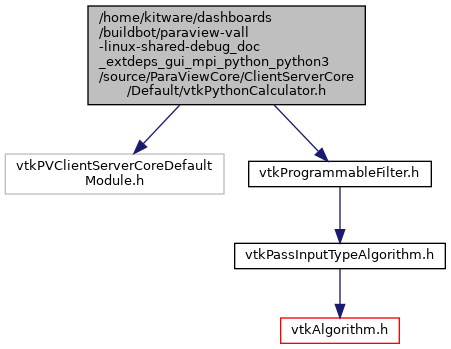 /home/kitware/dashboards
/buildbot/paraview-vall
-linux-shared-debug_doc
_extdeps_gui_mpi_python_python3
/source/ParaViewCore/ClientServerCore
/Default/vtkPythonCalculator.h
vtkPVClientServerCoreDefault
Module.h
vtkProgrammableFilter.h
vtkPassInputTypeAlgorithm.h
vtkAlgorithm.h